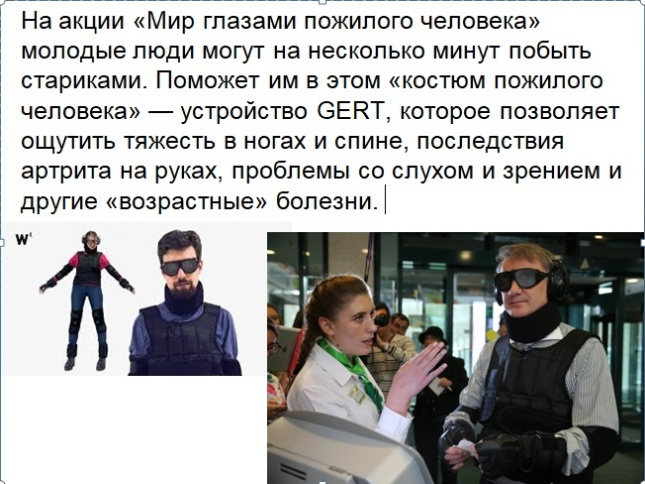 На акции «Мир глазами пожилого человека»
молодые люди могут на несколько минут побыть
стариками. Поможет им в этом «костюм пожилого
человека» — устройство GERT, которое позволяет
ощутить тяжесть в ногах и спине, последствия
артрита на руках, проблемы со слухом и зрением и
другие «возрастные» болезни.
W